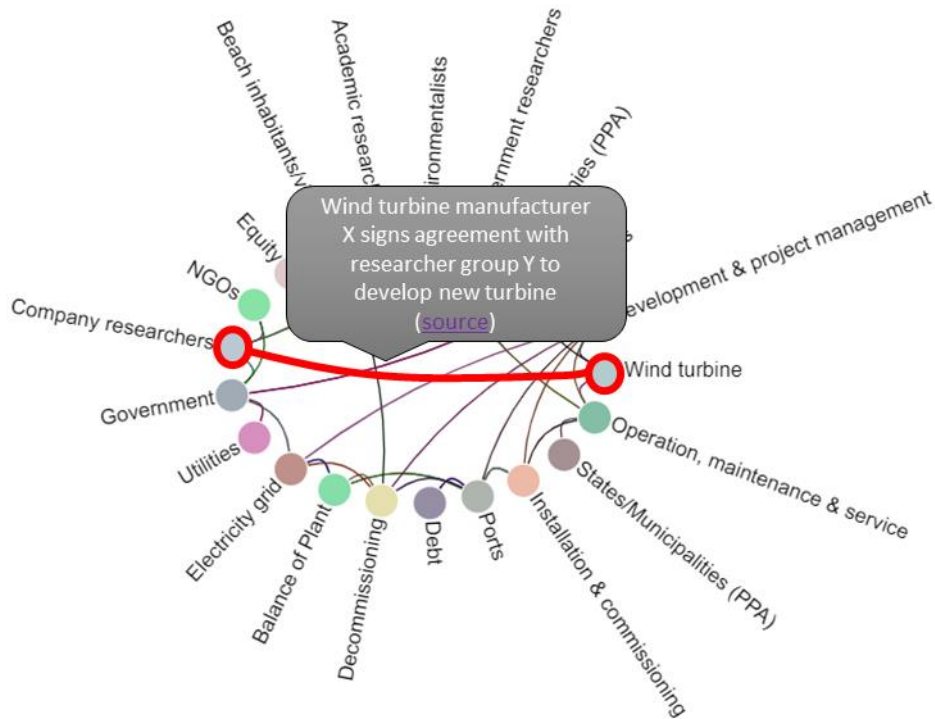 Beach inhabitants/v
Academic researc
ironmentalists
ernment researchers
nies (PPA)
evelopment & project management
Equity
NGOs
Company researchers
Government
Utilities
Electricity grid
Balance of Plant
Decommissioning
Debt
Ports
Installation & commissioning
States/Municipalities (PPA)
Operation, maintenance & service
Wind turbine
Wind turbine manufacturer
X signs agreement with
researcher group Y to
develop new turbine
(source)